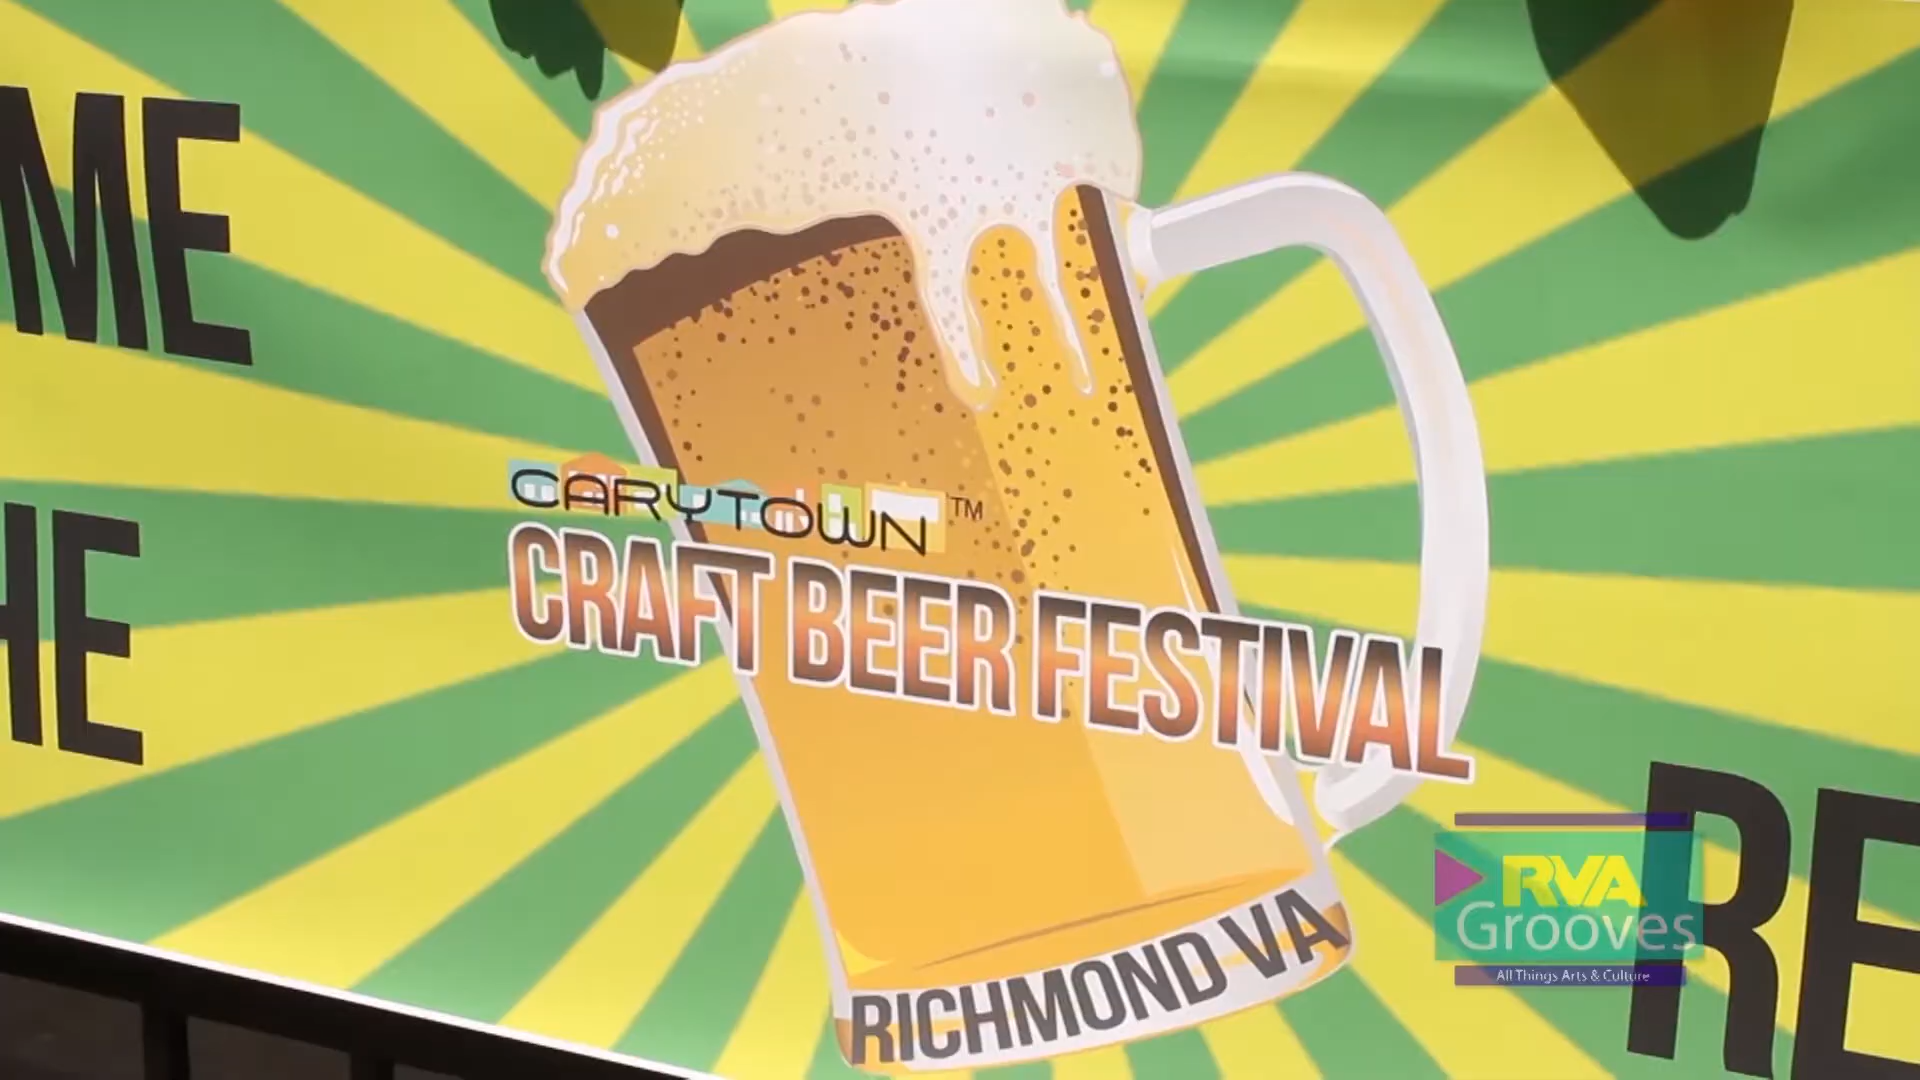 ME
HE
CARYTOWN™
CRAFT BEER FESTIVAL
RICHMOND VA
RE
RVA
Grooves
All Things Arts & Culture